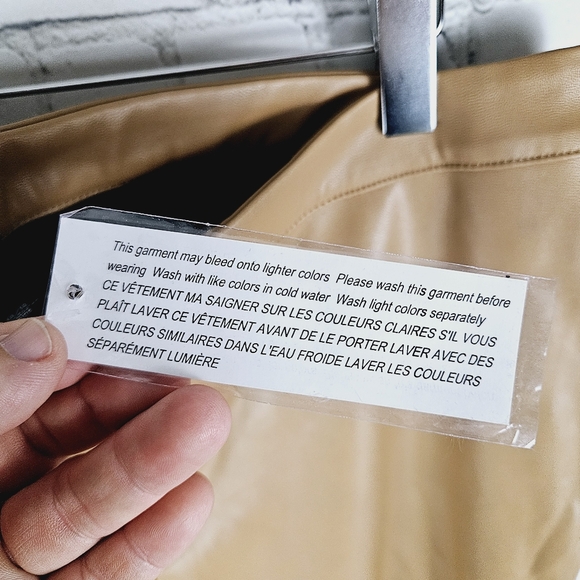 This garment may bleed onto lighter colors Please wash this garment before
wearing Wash with like colors in cold water Wash light colors separately
CE VÊTEMENT MA SAIGNER SUR LES COULEURS CLAIRES S'IL VOUS
PLAÎT LAVER CE VÊTEMENT AVANT DE LE PORTER LAVER AVEC DES
COULEURS SIMILAIRES DANS L'EAU FROIDE LAVER LES COULEURS
SÉPARÉMENT LUMIÈRE